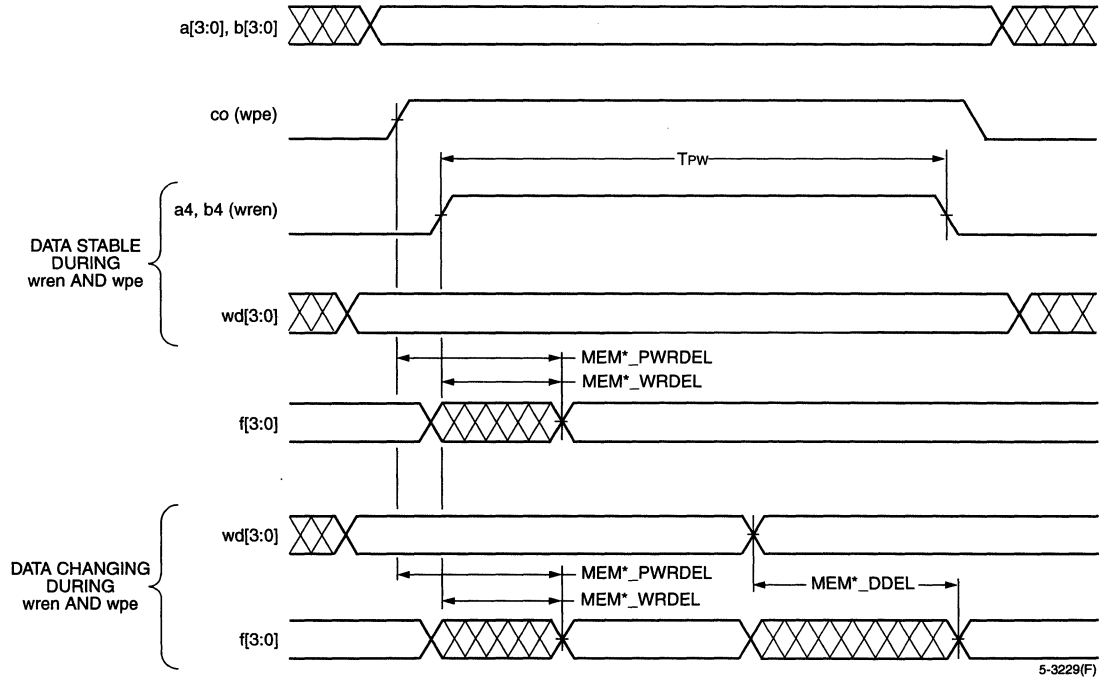 a[3:0], b[3:0]
co (wpe)
TPW
a4, b4 (wren)
DATA STABLE
DURING
wren AND wpe
wd[3:0]
MEM*_PWRDEL
MEM*_WRDEL
f[3:0]
wd[3:0]
DATA CHANGING
DURING
wren AND wpe
MEM*_PWRDEL
MEM*_DDEL
MEM*_WRDEL
f[3:0]
5-3229(F)